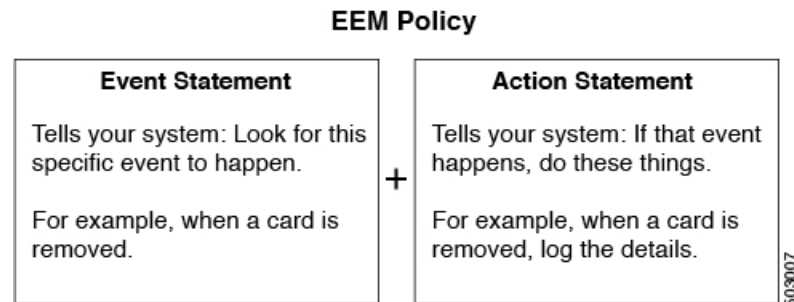 EEM Policy
Event Statement
Tells your system: Look for this
specific event to happen.
For example, when a card is
removed.
+
Action Statement
Tells your system: If that event
happens, do these things.
For example, when a card is
removed, log the details.